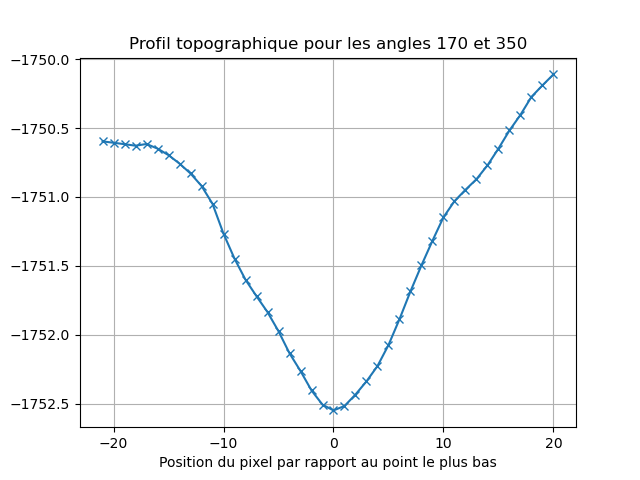 Profil topographique pour les angles 170 et 350
−1750.0
−1750.5
−1751.0
−1751.5
−1752.0
−1752.5
−20 −10 0 10 20
Position du pixel par rapport au point le plus bas